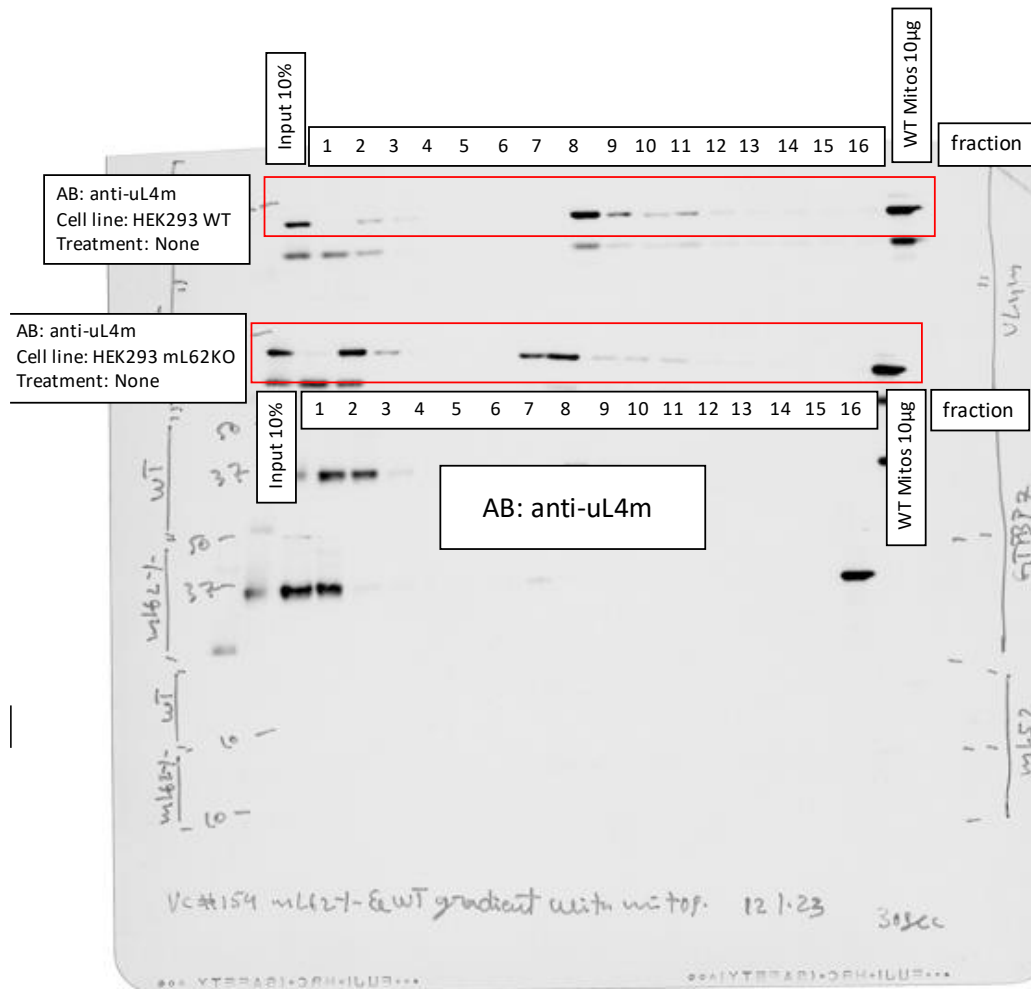 Input 10%
WT Mitos 10µg
1 2 3 4 5 6 7 8 9 10 11 12 13 14 15 16
fraction
AB: anti-uL4m
Cell line: HEK293 WT
Treatment: None
uL4m
AB: anti-uL4m
Cell line: HEK293 mL62KO
Treatment: None
Input 10%
1 2 3 4 5 6 7 8 9 10 11 12 13 14 15 16
fraction
WT Mitos 10µg
50
37
WT
AB: anti-uL4m
50
37
mL62-/-
WT
10
mL62-/-
10
mL52
VC#154 mL62-/- & WT gradient with mitos. 12 1.23
30sec